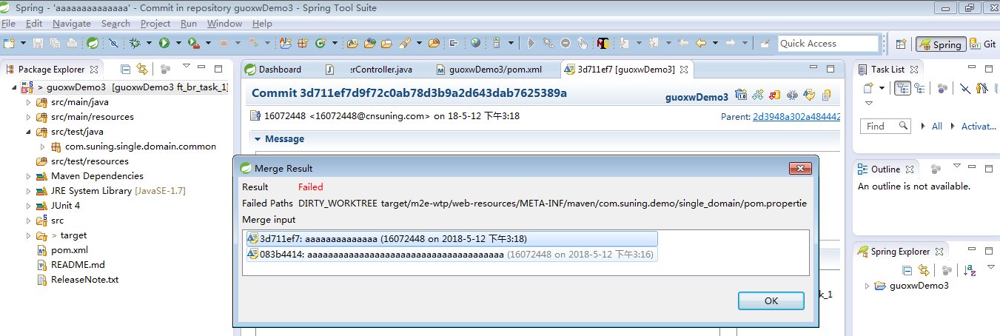 Spring - 'aaaaaaaaaaaaaa' - Commit in repository guoxwDemo3 - Spring Tool Suite
File Edit Navigate Search Project Run Window Help
Quick Access
Spring
Git
Package Explorer
Dashboard
erController.java
guoxwDemo3/pom.xml
3d711ef7 [guoxwDemo3]
Task List
> guoxwDemo3 [guoxwDemo3 ft_br_task_1]
src/main/java
src/main/resources
src/test/java
com.suning.single.domain.common
src/test/resources
Maven Dependencies
JRE System Library [JavaSE-1.7]
JUnit 4
src
> target
pom.xml
README.md
ReleaseNote.txt
Commit 3d711ef7d9f72c0ab78d3b9a2d643dab7625389a
guoxwDemo3
16072448 <16072448@cnsuning.com> on 18-5-12 下午3:18
Parent: 2d3948a302a484442
Message
Merge Result
Result Failed
Failed Paths DIRTY_WORKTREE target/m2e-wtp/web-resources/META-INF/maven/com.suning.demo/single_domain/pom.propertie
Merge input
3d711ef7: aaaaaaaaaaaaaa (16072448 on 2018-5-12 下午3:18)
083b4414: aaaaaaaaaaaaaaaaaaaaaaaaaaaaaaaaaaaaaa (16072448 on 2018-5-12 下午3:16)
OK
k_1
Find
All
Activat...
Outline
An outline is not available.
Spring Explorer
guoxwDemo3